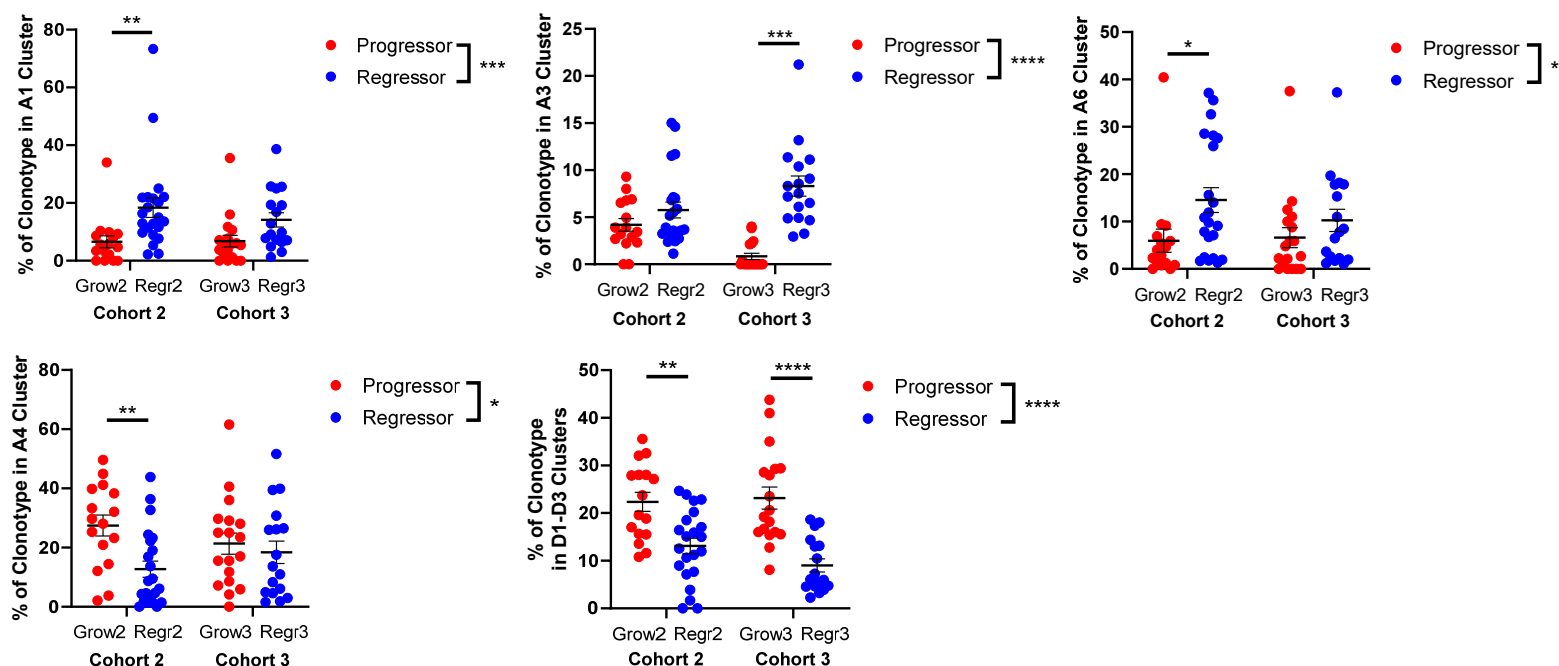 % of Clonotype in A1 Cluster
80
60
40
20
0
**
Grow2 Regr2 Grow3 Regr3
Cohort 2 Cohort 3
Progressor
Regressor
***
% of Clonotype in A3 Cluster
25
20
15
10
5
0
***
Grow2 Regr2 Grow3 Regr3
Cohort 2 Cohort 3
Progressor
Regressor
****
% of Clonotype in A6 Cluster
50
40
30
20
10
0
*
Grow2 Regr2 Grow3 Regr3
Cohort 2 Cohort 3
Progressor
Regressor
*
% of Clonotype in A4 Cluster
80
60
40
20
0
**
Grow2 Regr2 Grow3 Regr3
Cohort 2 Cohort 3
Progressor
Regressor
*
% of Clonotype
in D1-D3 Clusters
50
40
30
20
10
0
**
****
Grow2 Regr2 Grow3 Regr3
Cohort 2 Cohort 3
Progressor
Regressor
****